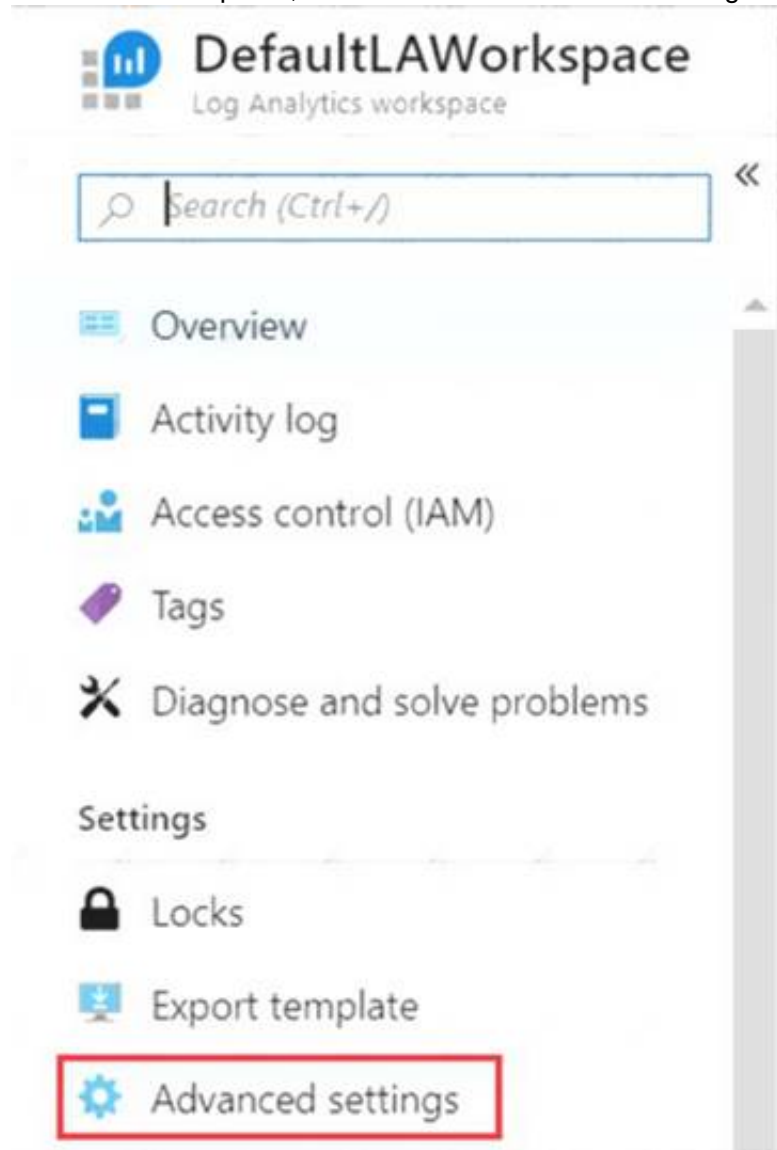 DefaultLAWorkspace
Log Analytics workspace
Search (Ctrl+/)
«
Overview
Activity log
Access control (IAM)
Tags
Diagnose and solve problems
Settings
Locks
Export template
Advanced settings